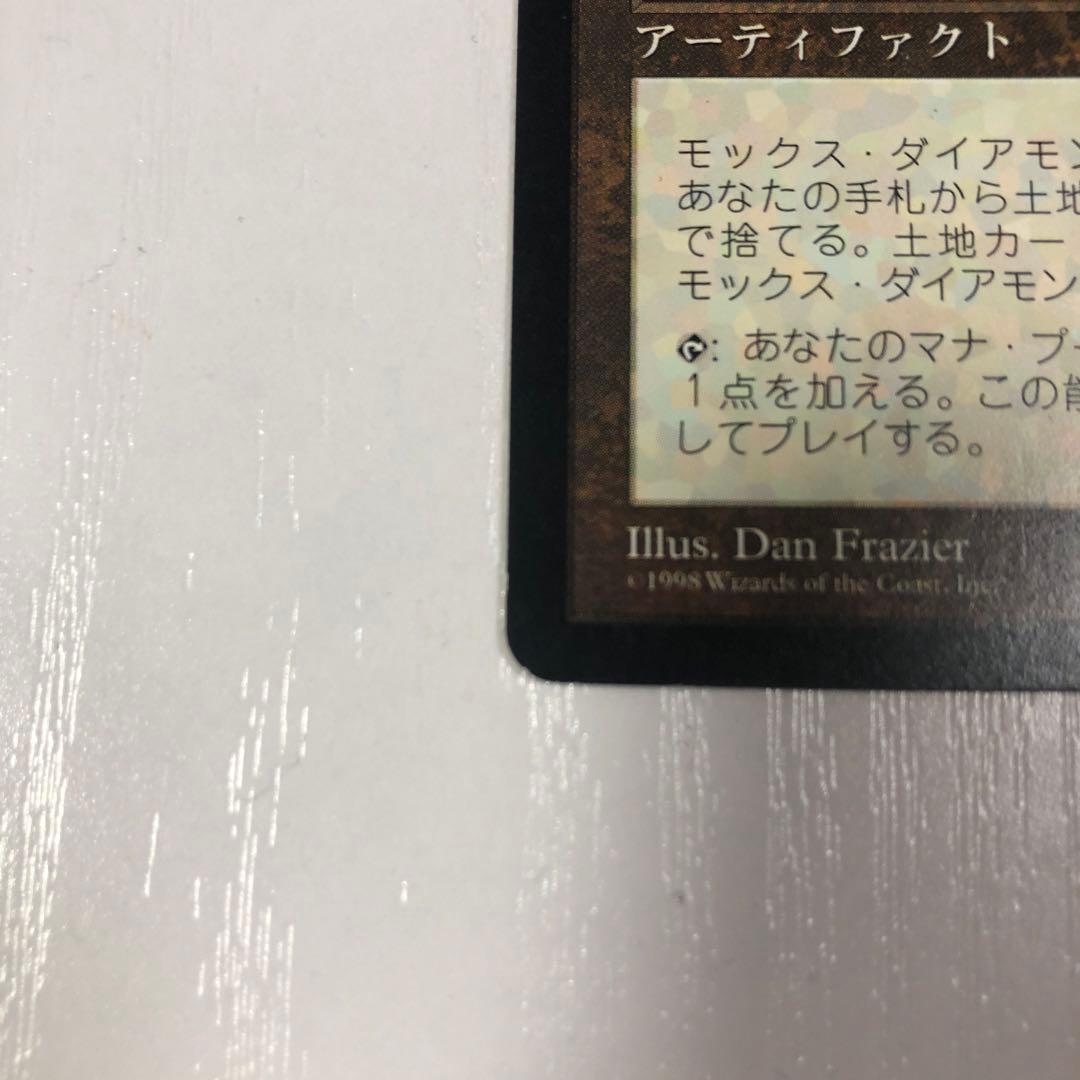 アーティファクト
モックス・ダイアモン
あなたの手札から土地
で捨てる。土地カー
モックス・ダイアモン
: あなたのマナ・プー
1点を加える。この
してプレイする。
Illus. Dan Frazier
©1998 Wizards of the Coast, Inc.